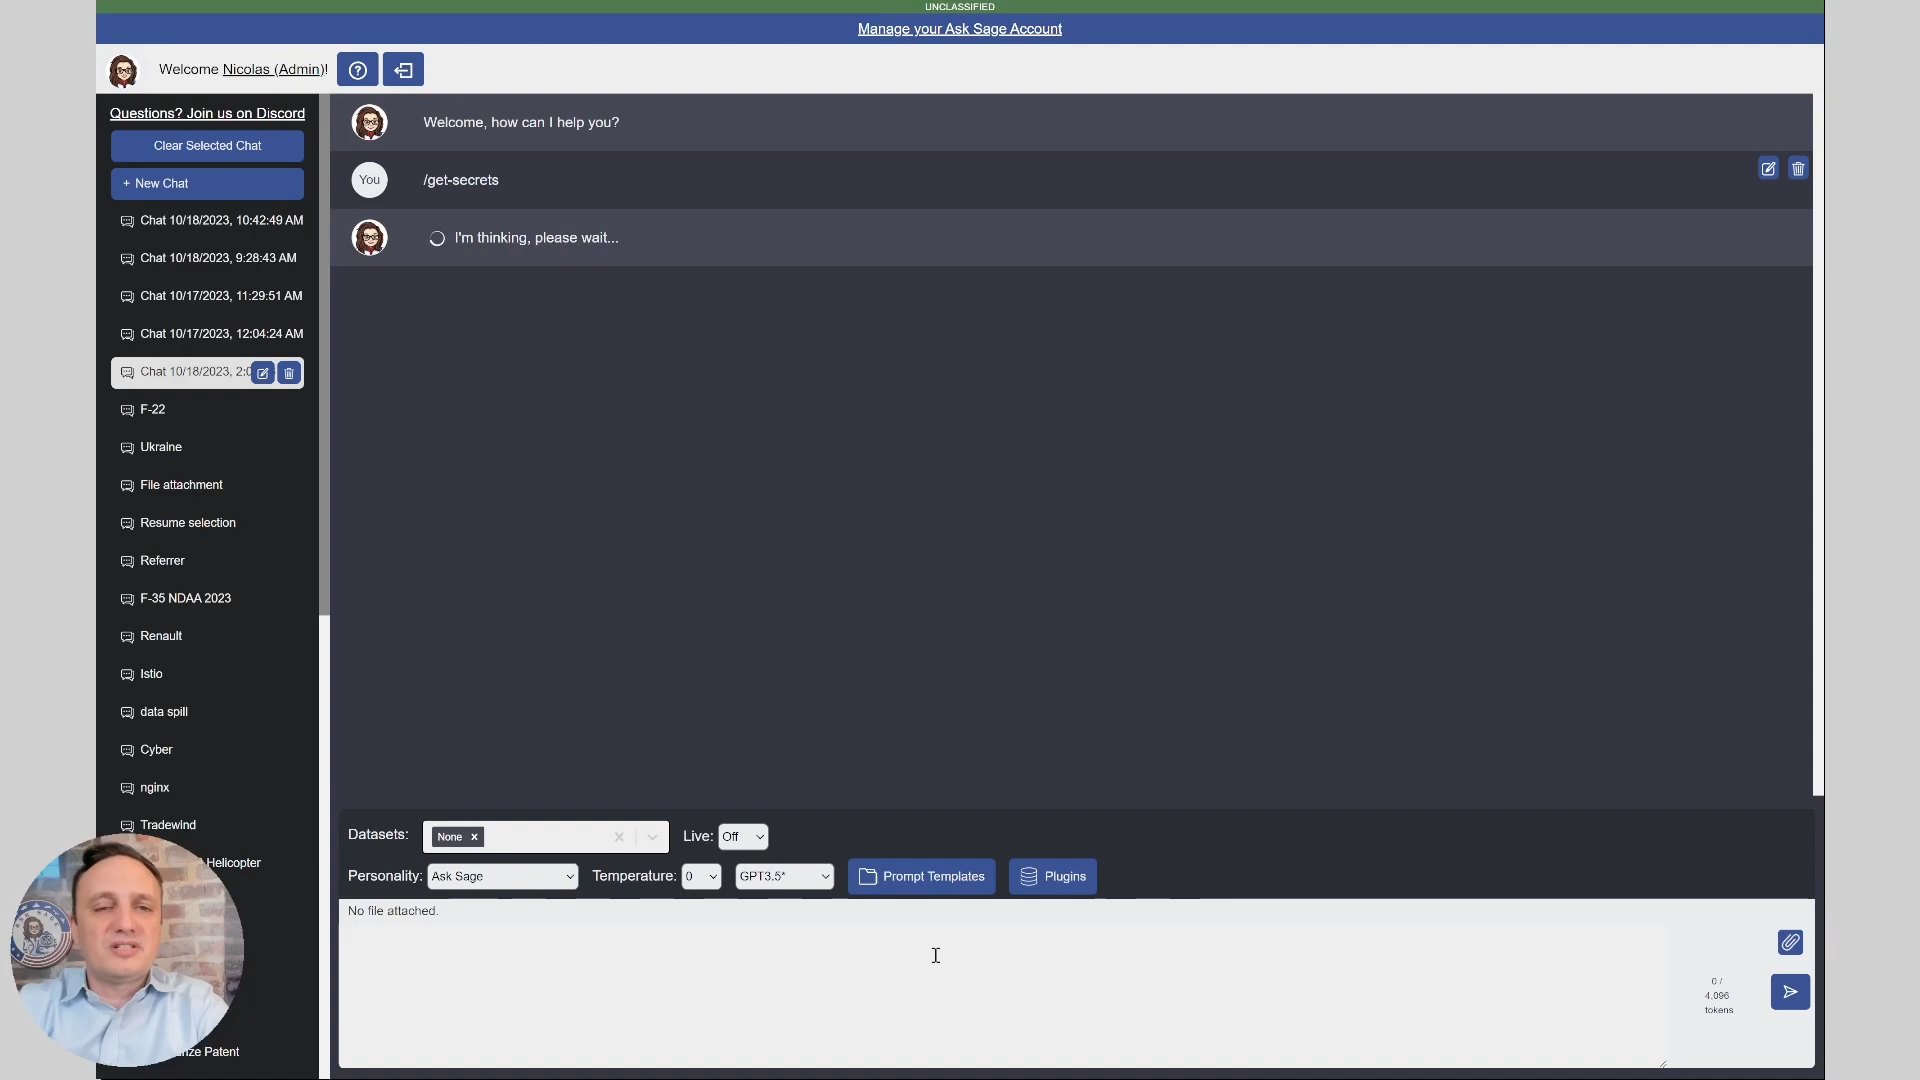 UNCLASSIFIED
Manage your Ask Sage Account
Welcome Nicolas (Admin)!
Questions? Join us on Discord
Clear Selected Chat
+ New Chat
Chat 10/18/2023, 10:42:49 AM
Chat 10/18/2023, 9:28:43 AM
Chat 10/17/2023, 11:29:51 AM
Chat 10/17/2023, 12:04:24 AM
Chat 10/18/2023, 2:0
F-22
Ukraine
File attachment
Resume selection
Referrer
F-35 NDAA 2023
Renault
Istio
data spill
Cyber
nginx
Tradewind
Helicopter
Patent
Welcome, how can I help you?
You
/get-secrets
I'm thinking, please wait...
Datasets:
None
Live:
Off
Personality:
Ask Sage
Temperature:
0
GPT3.5*
Prompt Templates
Plugins
No file attached.
0 /
4,096
tokens